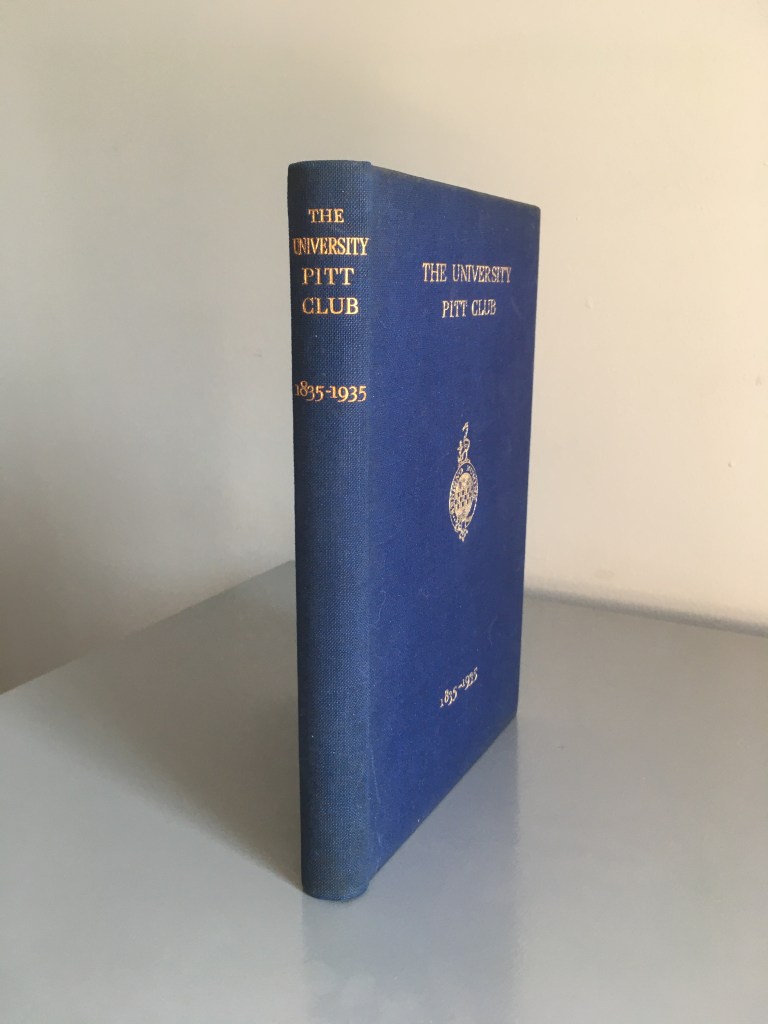 THE
UNIVERSITY
PITT
CLUB
1835-1935
THE UNIVERSITY
PITT CLUB
1835-1935